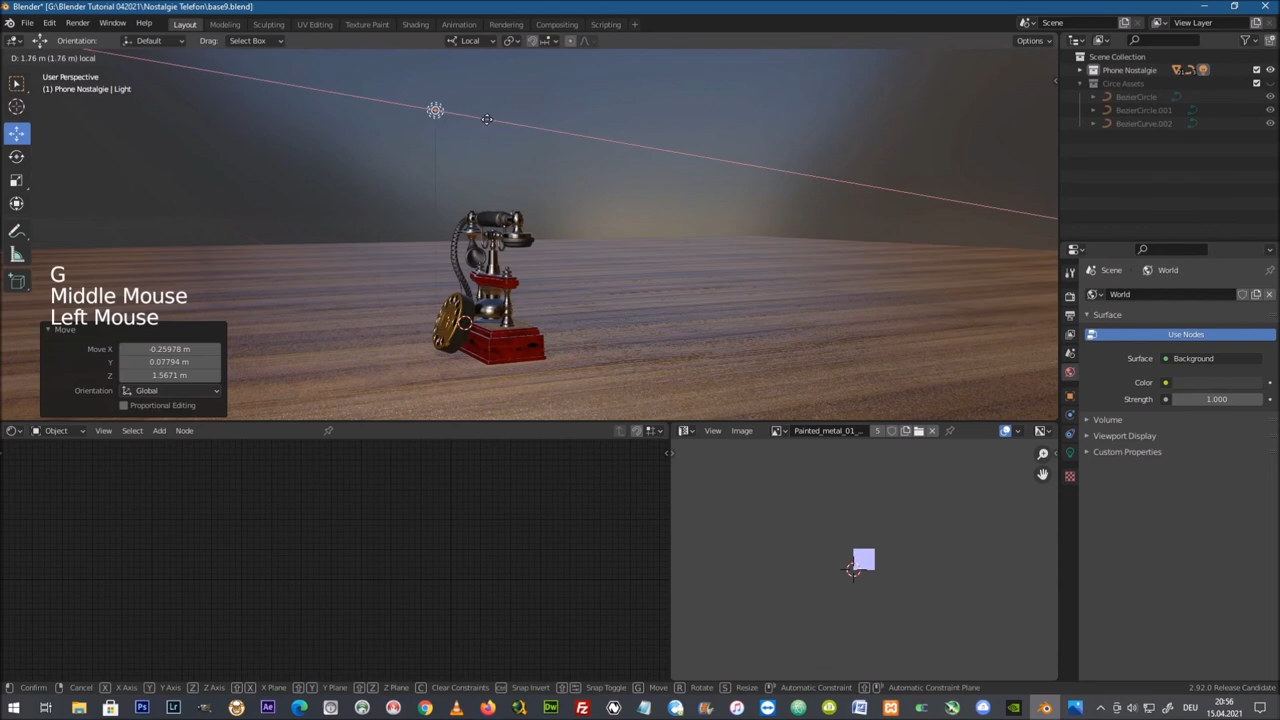 Blender* [G:\Blender Tutorial 042021\Nostalgie Telefon\base9.blend]
File Edit Render Window Help Layout Modeling Sculpting UV Editing Texture Paint Shading Animation Rendering Compositing Scripting + Scene View Layer
Orientation: Default Drag: Select Box Local Options
D: 1.76 m (1.76 m) local
User Perspective
(1) Phone Nostalgie | Light
Scene Collection
Phone Nostalgie
Circe Assets
BezierCircle
BezierCircle.001
BezierCurve.002
G
Middle Mouse
Left Mouse
Move
Move X -0.25978 m
Y 0.07794 m
Z 1.5671 m
Orientation Global
Proportional Editing
Scene World
World
Surface
Use Nodes
Surface Background
Color
Strength 1.000
Volume
Viewport Display
Custom Properties
Object View Select Add Node
View Image Painted_metal_01_... 5
Confirm Cancel X X Axis Y Y Axis Z Z Axis X X Plane Y Y Plane Z Z Plane C Clear Constraints Snap Invert Snap Toggle G Move R Rotate S Resize Automatic Constraint Automatic Constraint Plane 2.92.0 Release Candidate
DEU 20:56
15.04.2021